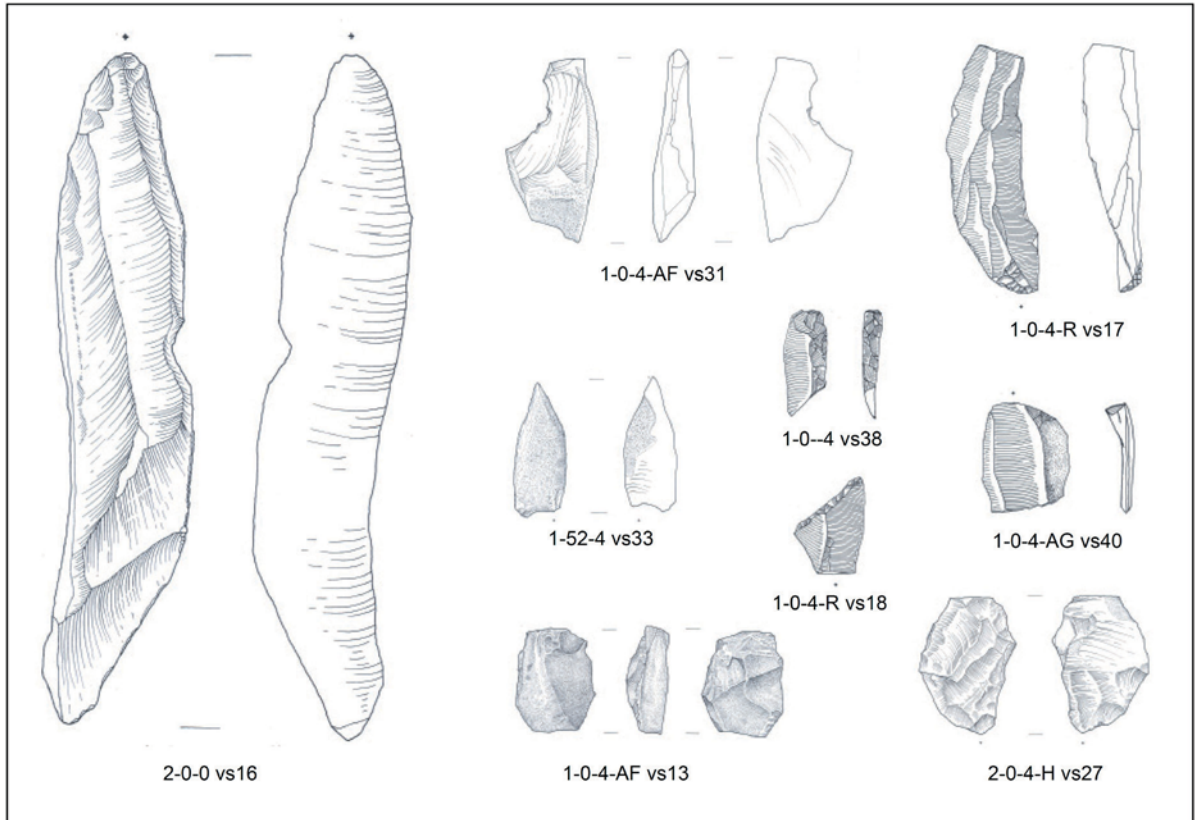 1-0-4-AF vs31
1-0-4-R vs17
1-0--4 vs38
1-52-4 vs33
1-0-4-AG vs40
1-0-4-R vs18
2-0-0 vs16
1-0-4-AF vs13
2-0-4-H vs27